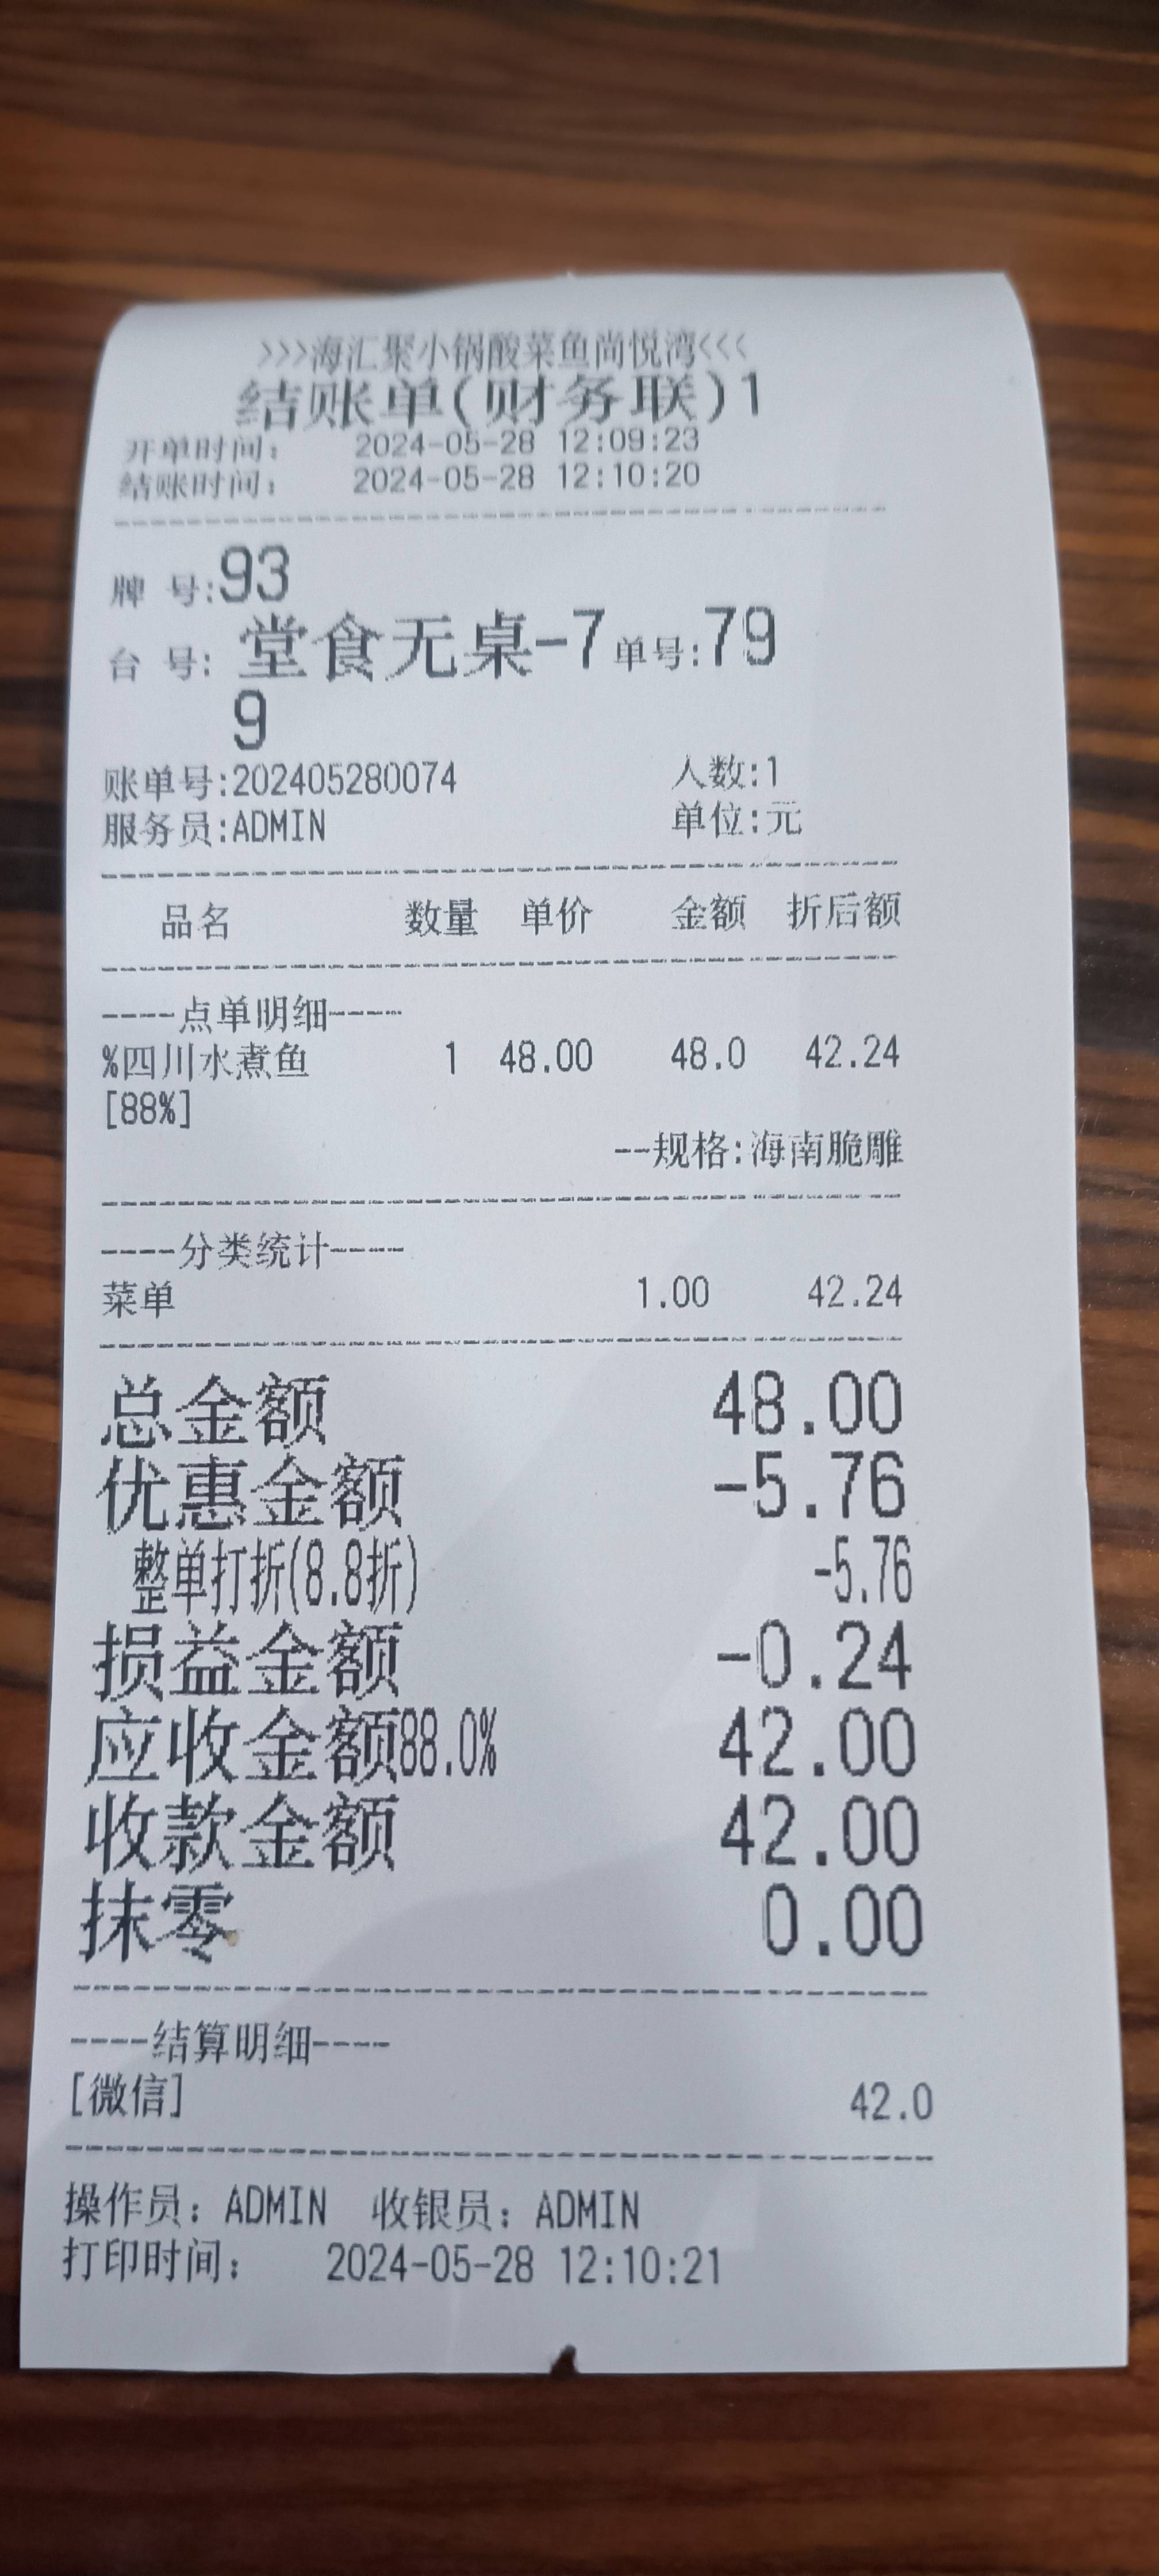 >>>海汇聚小锅酸菜鱼尚悦湾<<<
结账单(财务联)1
开单时间: 2024-05-28 12:09:23
结账时间: 2024-05-28 12:10:20
牌 号:93
台 号: 堂食无桌-7 单号:79
9
账单号:202405280074 人数:1
服务员:ADMIN 单位:元
品名 数量 单价 金额 折后额
----点单明细----
%四川水煮鱼 1 48.00 48.0 42.24
[88%]
--规格:海南脆雕
----分类统计----
菜单 1.00 42.24
总金额 48.00
优惠金额 -5.76
整单打折(8.8折) -5.76
损益金额 -0.24
应收金额88.0% 42.00
收款金额 42.00
抹零 0.00
----结算明细----
[微信] 42.0
操作员: ADMIN 收银员: ADMIN
打印时间: 2024-05-28 12:10:21